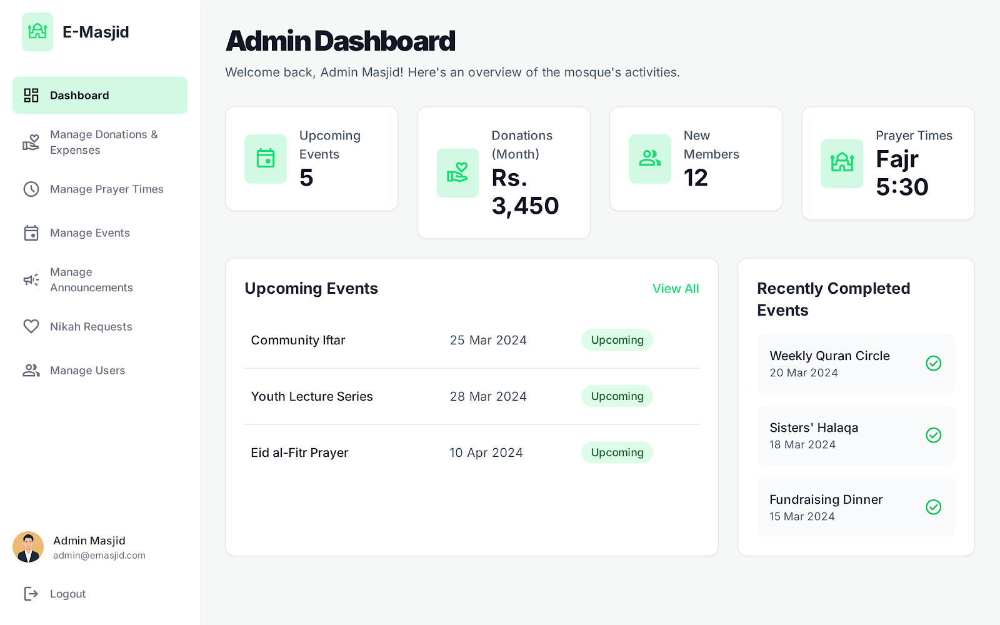 E-Masjid
Dashboard
Manage Donations &
Expenses
Manage Prayer Times
Manage Events
Manage
Announcements
Nikah Requests
Manage Users
Admin Masjid
admin@emasjid.com
Logout
Admin Dashboard
Welcome back, Admin Masjid! Here's an overview of the mosque's activities.
Upcoming
Events
5
Donations
(Month)
Rs.
3,450
New
Members
12
Prayer Times
Fajr
5:30
Upcoming Events
View All
Community Iftar 25 Mar 2024 Upcoming
Youth Lecture Series 28 Mar 2024 Upcoming
Eid al-Fitr Prayer 10 Apr 2024 Upcoming
Recently Completed
Events
Weekly Quran Circle
20 Mar 2024
Sisters' Halaqa
18 Mar 2024
Fundraising Dinner
15 Mar 2024